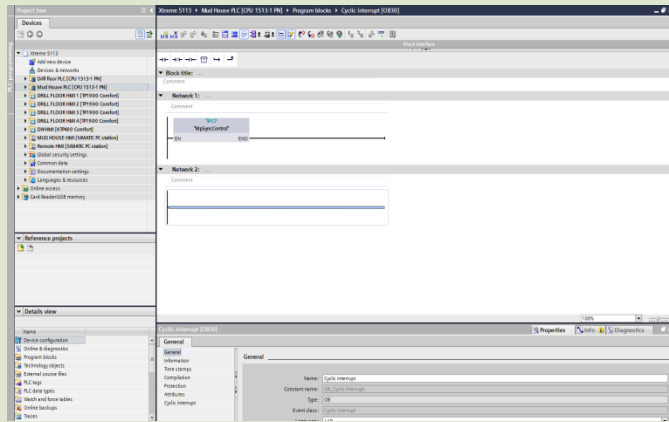 Project tree
Devices
Xtreme 5113
Add new device
Devices & networks
Drill floor PLC [CPU 1513-1 PN]
Mud House PLC [CPU 1513-1 PN]
DRILL FLOOR HMI 1 [TP1900 Comfort]
DRILL FLOOR HMI 2 [TP1900 Comfort]
DRILL FLOOR HMI 3 [TP1900 Comfort]
DRILL FLOOR HMI 4 [TP1900 Comfort]
DWHMI [KTP400 Comfort]
MUD HOUSE HMI [SIMATIC PC station]
Remote HMI [SIMATIC PC station]
Global security settings
Common data
Documentation settings
Languages & resources
Online access
Card Reader/USB memory
Reference projects
Details view
Name
Device configuration
Online & diagnostics
Program blocks
Technology objects
External source files
PLC tags
PLC data types
Watch and force tables
Online backups
Traces
Xtreme 5113 Mud House PLC [CPU 1513-1 PN] Program blocks Cyclic interrupt [OB30]
Block interface
Block title: ...
Comment
Network 1: ...
Comment
"MpSyncControl"
EN ENO
Network 2: ...
Comment
100%
Cyclic interrupt [OB30]
Properties Info Diagnostics
General
General
Information
Time stamps
Compilation
Protection
Attributes
Cyclic interrupt
General
Name: Cyclic interrupt
Constant name: OB_Cyclic interrupt
Type: OB
Event class: Cyclic interrupt